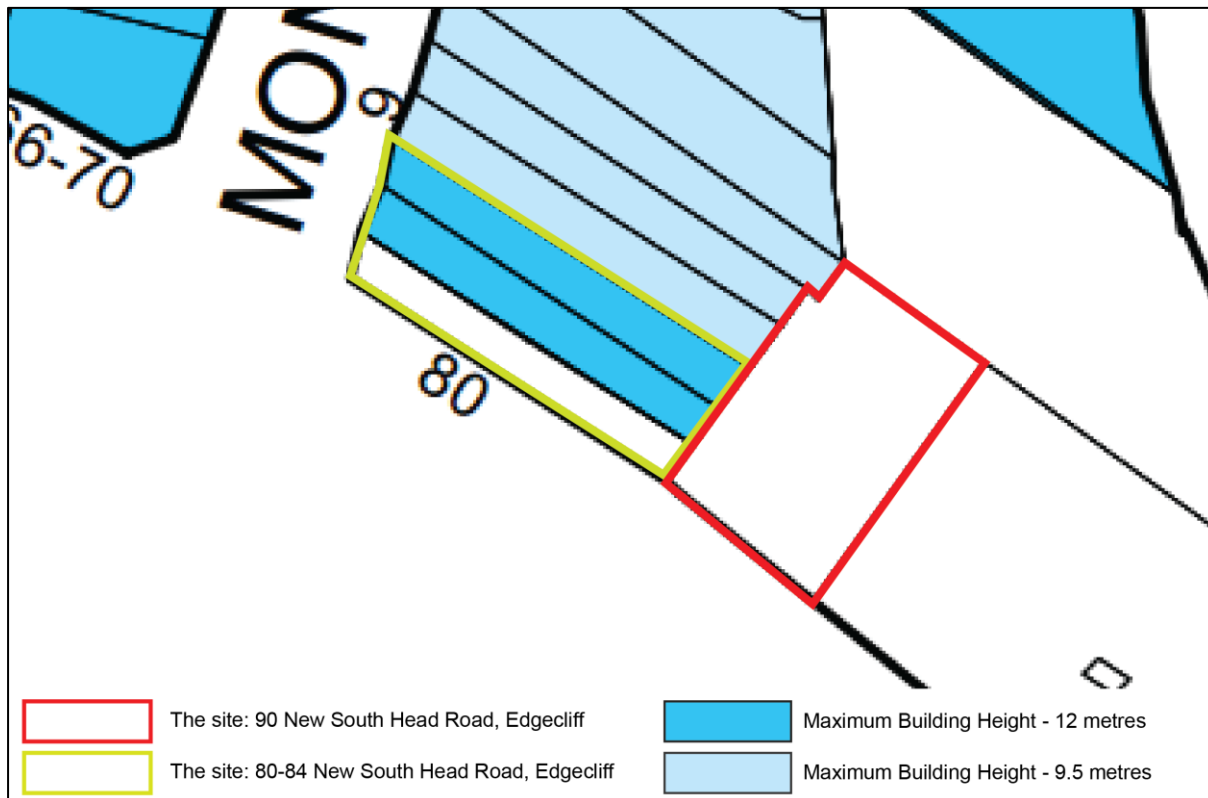 MON
9
66-70
80
D
The site: 90 New South Head Road, Edgecliff
The site: 80-84 New South Head Road, Edgecliff
Maximum Building Height - 12 metres
Maximum Building Height - 9.5 metres